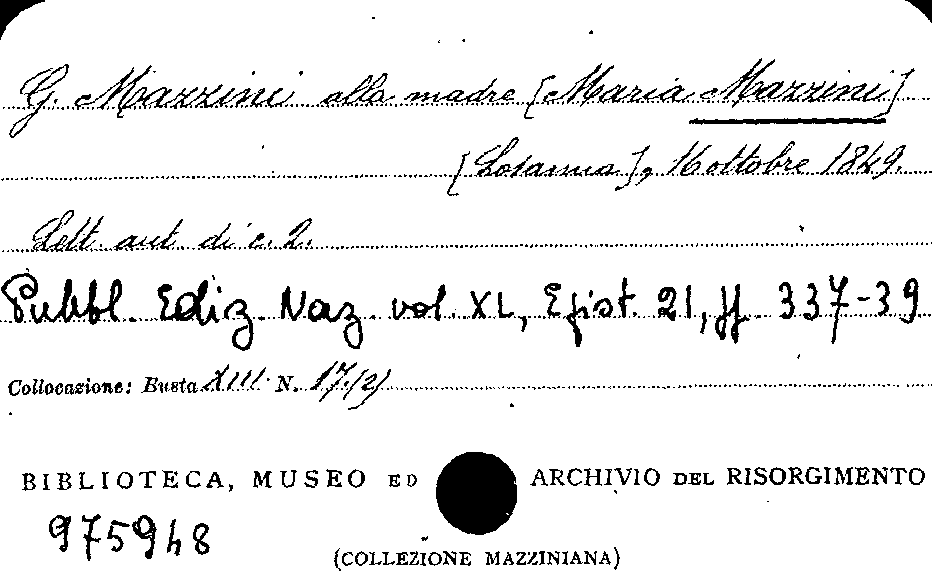 G. Mazzini alla madre [Maria Mazzini]
[Losanna], 16 ottobre 1849.
Lett. aut. di c. 2.
Pubbl. Ediz. Naz. vol. XL, Epist. 21, pp. 337-39
Collocazione: Busta XIII N. 17.(2)
BIBLIOTECA, MUSEO ED ARCHIVIO DEL RISORGIMENTO
975948
(COLLEZIONE MAZZINIANA)